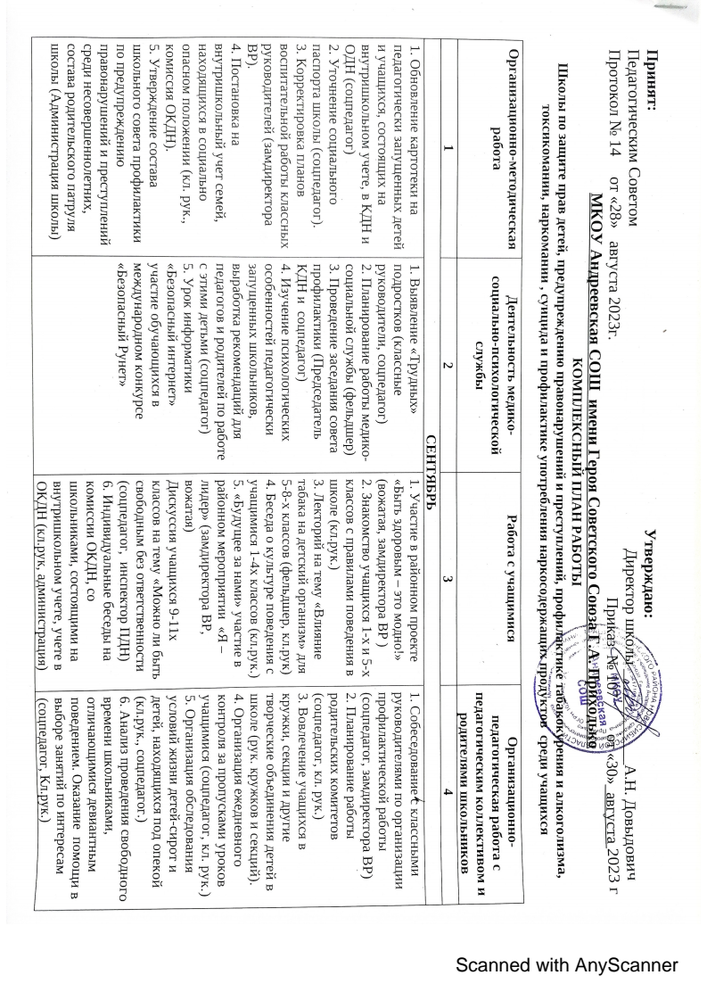 Принят:
Педагогическим Советом
Протокол № 14 от «28» августа 2023г.
Утверждаю:
Директор школы А.Н. Довыдович
Приказ № от «30» августа 2023 г
МКОУ Андреевская СОШ имени Героя Советского Союза Г.А. Приходько
КОМПЛЕКСНЫЙ ПЛАН РАБОТЫ
Школы по защите прав детей, предупреждению правонарушений и преступлений, профилактике табакокурения и алкоголизма,
токсикомании, наркомании , суицида и профилактике употребления наркосодержащих продуктов среди учащихся
Организационно-методическая
работа
Деятельность медико-
социально-психологической
службы
Работа с учащимися
Организационно-
педагогическая работа с
педагогическим коллективом и
родителями школьников
1
2
3
4
СЕНТЯБРЬ
1. Обновление картотеки на
педагогически запущенных детей
и учащихся, состоящих на
внутришкольном учете, в КДН и
ОДН (соцпедагог)
2. Уточнение социального
паспорта школы (соцпедагог).
3. Корректировка планов
воспитательной работы классных
руководителей (замдиректора
ВР).
4. Постановка на
внутришкольный учет семей,
находящихся в социально
опасном положении (кл. рук.,
комиссия ОКДН).
5. Утверждение состава
школьного совета профилактики
по предупреждению
правонарушений и преступлений
среди несовершеннолетних,
состава родительского патруля
школы (Администрация школы)
1. Выявление «Трудных»
подростков (классные
руководители, соцпедагог)
2. Планирование работы медико-
социальной службы (фельдшер)
3. Проведение заседания совета
профилактики (Председатель
КДН и соцпедагог)
4. Изучение психологических
особенностей педагогически
запущенных школьников,
выработка рекомендаций для
педагогов и родителей по работе
с этими детьми (соцпедагог)
5. Урок информатики
«Безопасный интернет»
участие обучающихся в
международном конкурсе
«Безопасный Рунет»
1. Участие в районном проекте
«Быть здоровым – это модно!»
(вожатая, замдиректора ВР )
2. Знакомство учащихся 1-х и 5-х
классов с правилами поведения в
школе (кл.рук.)
3. Лекторий на тему «Влияние
табака на детский организм» для
5-8-х классов (фельдшер, кл.рук)
4. Беседа о культуре поведения с
учащимися 1-4х классов (кл.рук.)
5. «Будущее за нами» участие в
районном мероприятии «Я –
лидер» (замдиректора ВР,
вожатая)
Дискуссия учащихся 9-11х
классов на тему «Можно ли быть
свободным без ответственности
(соцпедагог, инспектор ПДН)
6. Индивидуальные беседы на
комиссии ОКДН, со
школьниками, состоящими на
внутришкольном учете, учете в
ОКДН (кл.рук, администрация)
1. Собеседование с классными
руководителями по организации
профилактической работы
(соцпедагог, замдиректора ВР)
2. Планирование работы
родительских комитетов
(соцпедагог, кл. рук.)
3. Вовлечение учащихся в
кружки, секции и другие
творческие объединения детей в
школе (рук. кружков и секций).
4. Организация ежедневного
контроля за пропусками уроков
учащимися (соцпедагог, кл. рук.)
5. Организация обследования
условий жизни детей-сирот и
детей, находящихся под опекой
(кл.рук., соцпедагог.)
6. Анализ проведения свободного
времени школьниками,
отличающимися девиантным
поведением. Оказание помощи в
выборе занятий по интересам
(соцпедагог, Кл.рук.)
Scanned with AnyScanner